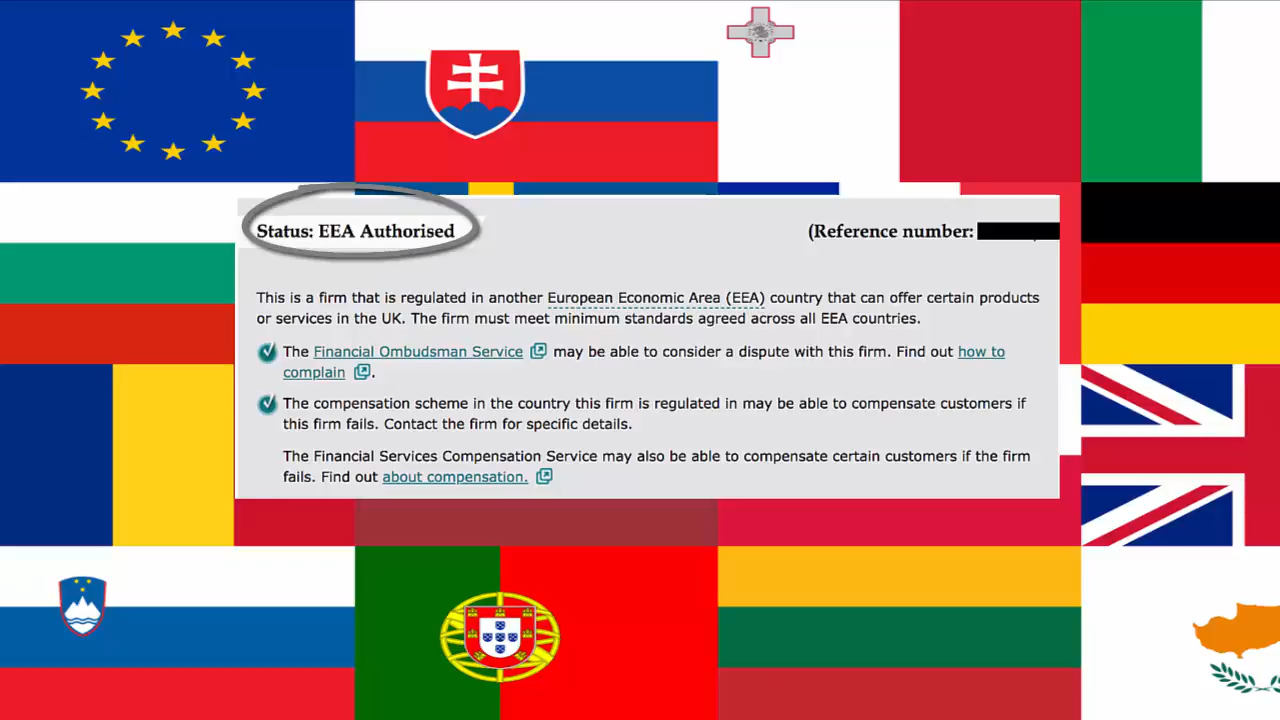 Status: EEA Authorised (Reference number:
This is a firm that is regulated in another European Economic Area (EEA) country that can offer certain products
or services in the UK. The firm must meet minimum standards agreed across all EEA countries.
The Financial Ombudsman Service may be able to consider a dispute with this firm. Find out how to
complain .
The compensation scheme in the country this firm is regulated in may be able to compensate customers if
this firm fails. Contact the firm for specific details.
The Financial Services Compensation Service may also be able to compensate certain customers if the firm
fails. Find out about compensation.